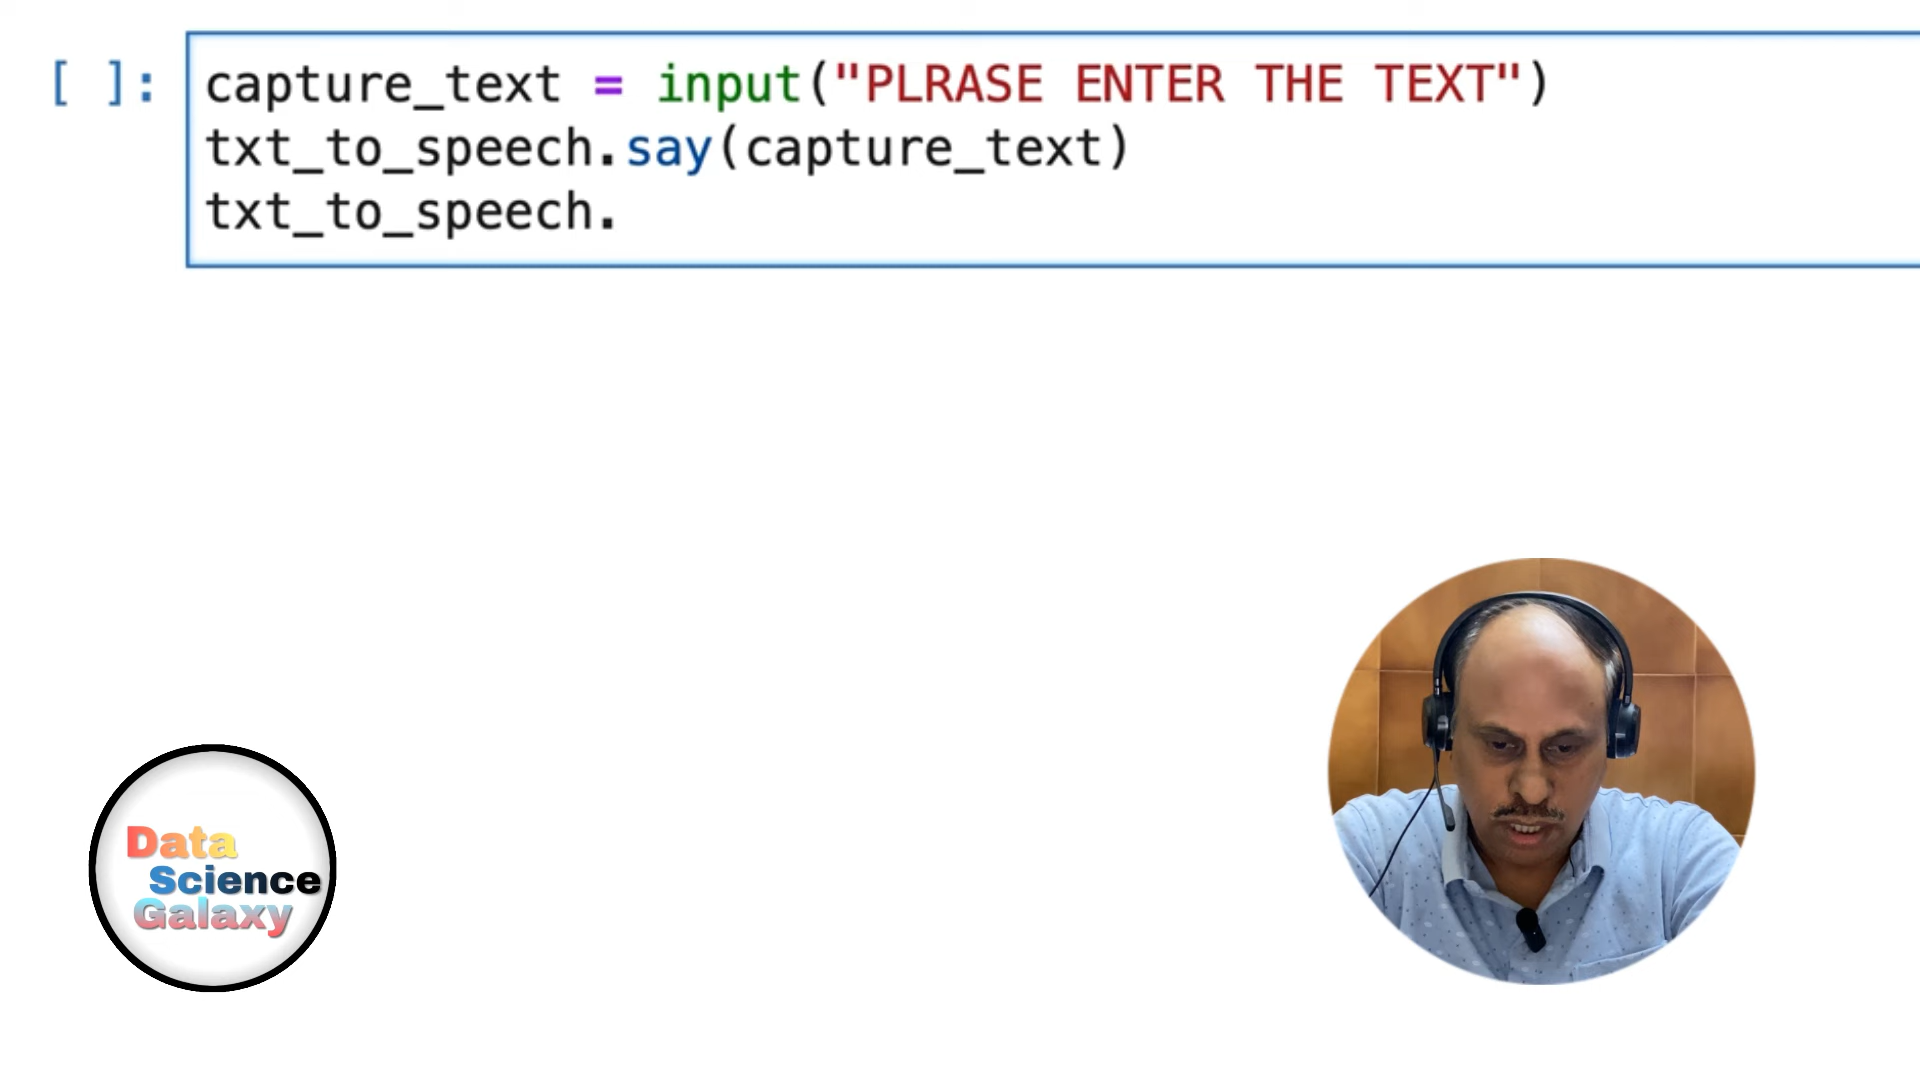 [ ]: capture_text = input("PLRASE ENTER THE TEXT")
txt_to_speech.say(capture_text)
txt_to_speech.
Data
Science
Galaxy